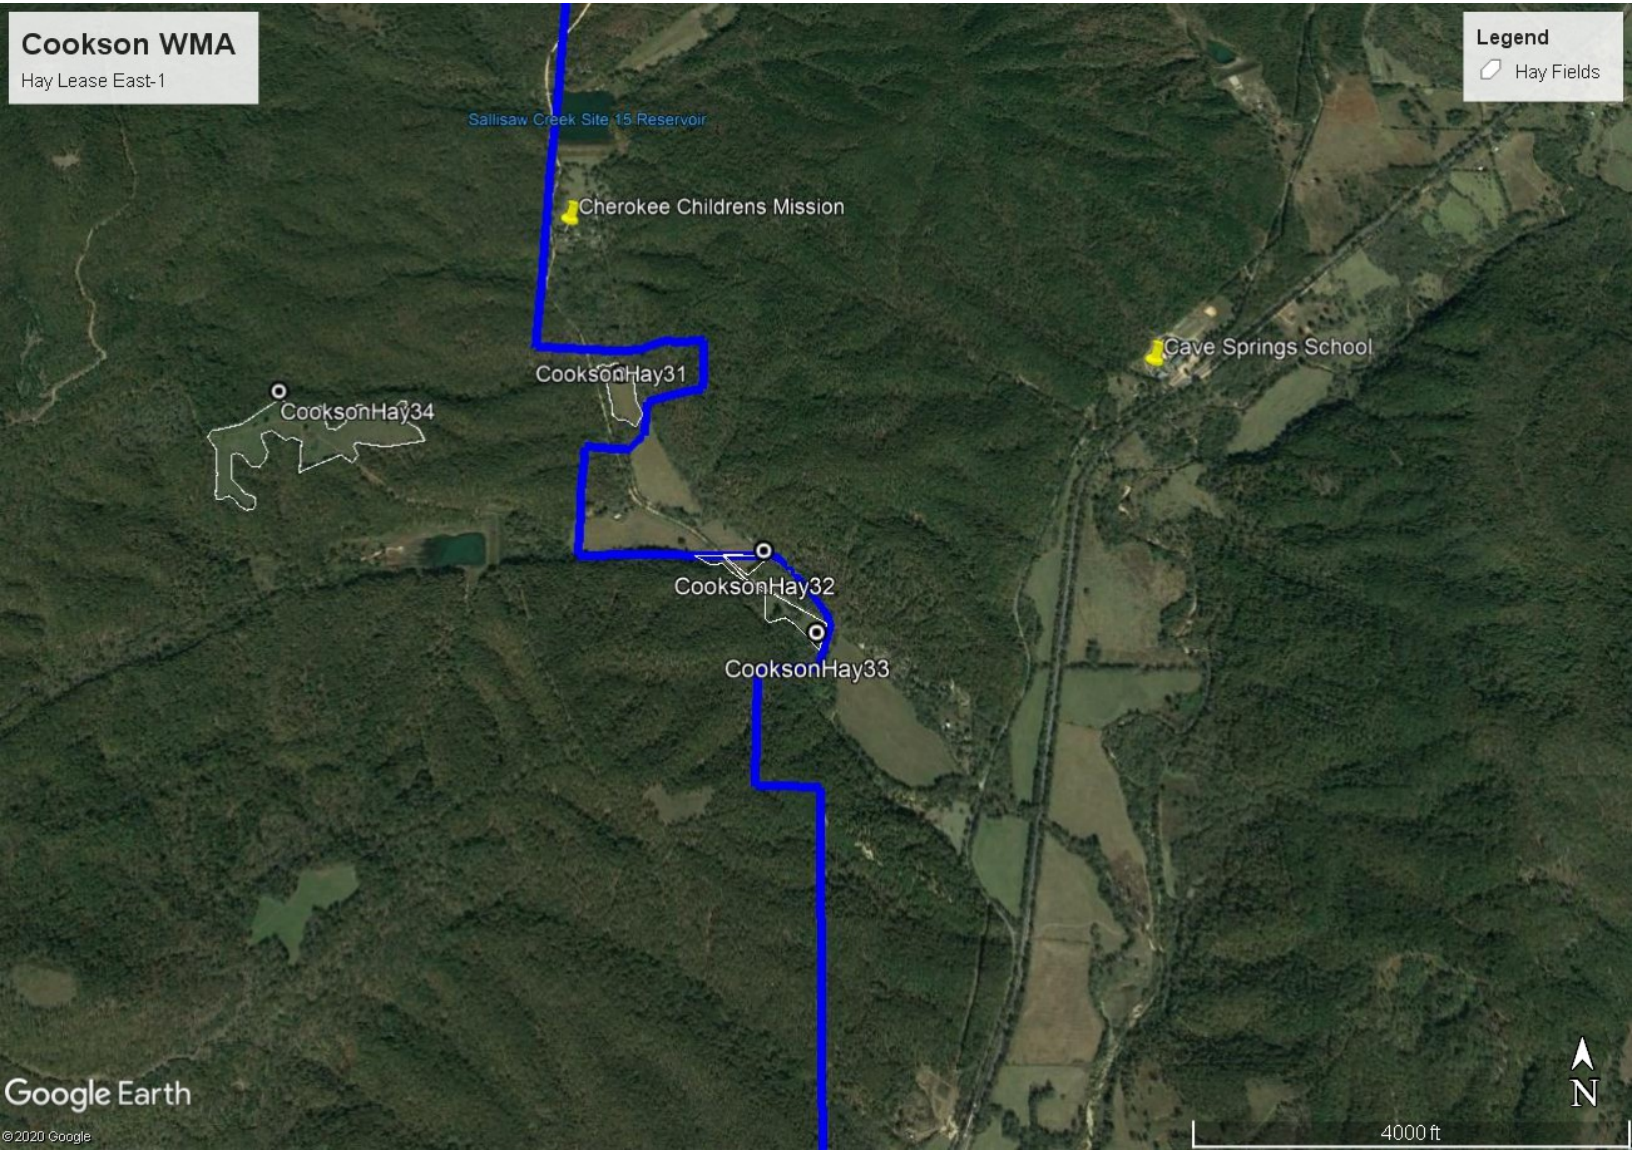 Cookson WMA
Hay Lease East-1
Legend
Hay Fields
Sallisaw Creek Site 15 Reservoir
Cherokee Childrens Mission
Cave Springs School
CooksonHay31
CooksonHay34
CooksonHay32
CooksonHay33
Google Earth
N
©2020 Google
4000 ft